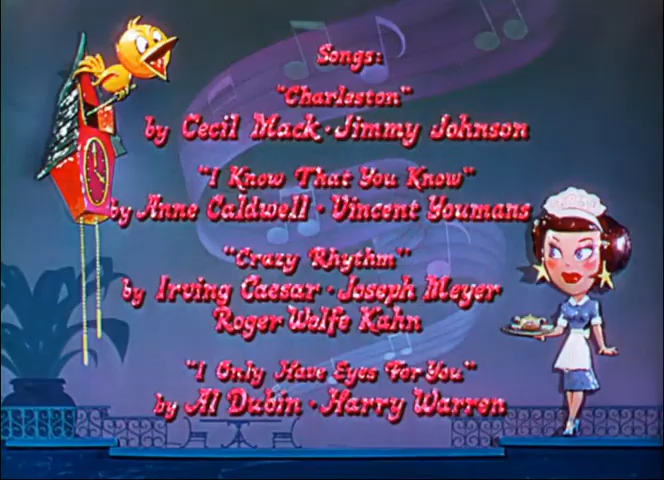 Songs:
"Charleston"
by Cecil Mack · Jimmy Johnson
"I Know That You Know"
by Anne Caldwell · Vincent Youmans
"Crazy Rhythm"
by Irving Caesar · Joseph Meyer
Roger Wolfe Kahn
"I Only Have Eyes For You"
by Al Dubin · Harry Warren